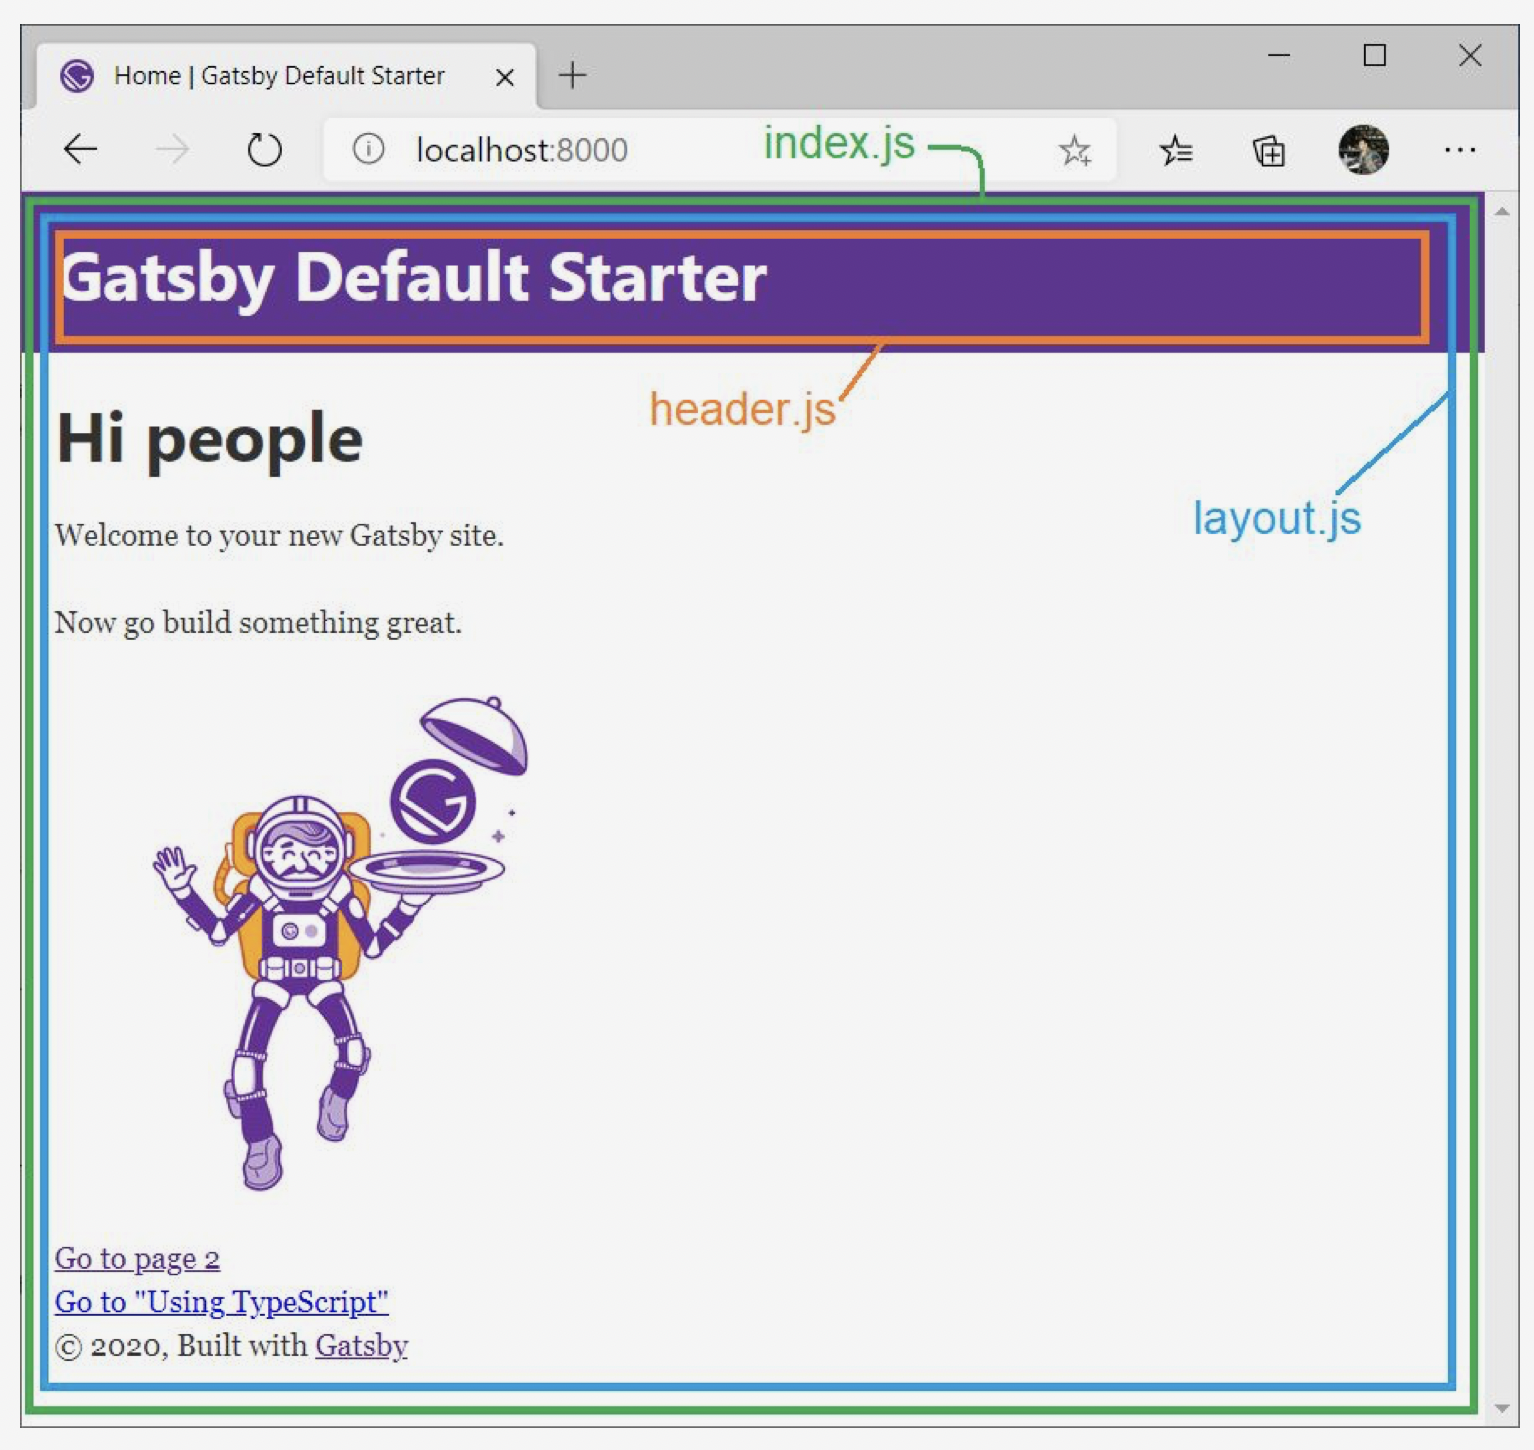 Home | Gatsby Default Starter
localhost:8000
index.js
Gatsby Default Starter
header.js
Hi people
layout.js
Welcome to your new Gatsby site.
Now go build something great.
Go to page 2
Go to "Using TypeScript"
© 2020, Built with Gatsby